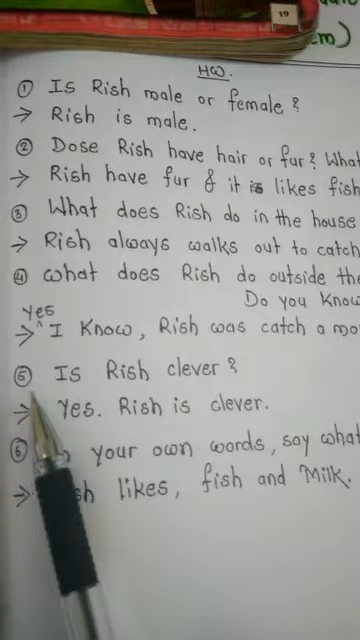 19
em)
HW.
① Is Rish male or female?
→ Rish is male.
② Dose Rish have hair or fur? What
→ Rish have fur & it is likes fish
③ What does Rish do in the house
→ Rish always walks out to catch
④ What does Rish do outside the
Do you Know
Yes
→ ^ I Know, Rish was catch a mo
⑤ Is Rish clever?
→ Yes. Rish is clever.
⑥ your own words, say what
→ sh likes, fish and Milk.